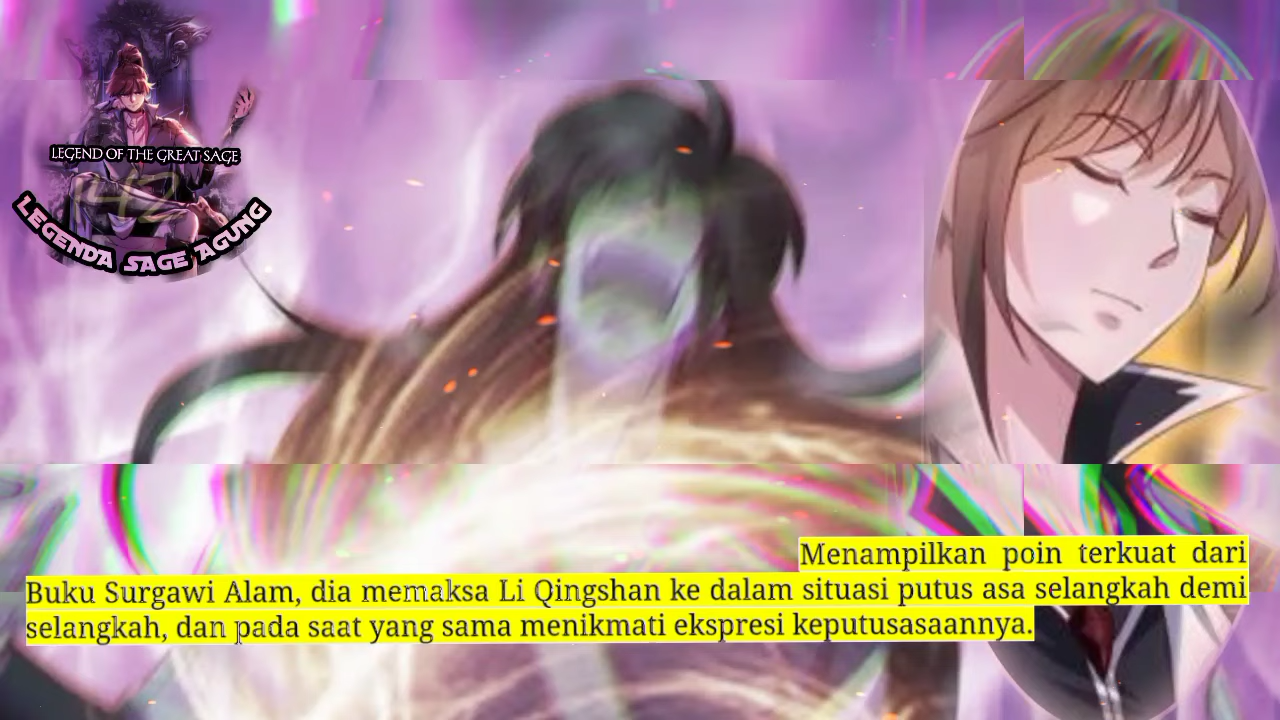 LEGEND OF THE GREAT SAGE
142
LEGENDA SAGE AGUNG
Menampilkan poin terkuat dari
Buku Surgawi Alam, dia memaksa Li Qingshan ke dalam situasi putus asa selangkah demi
selangkah, dan pada saat yang sama menikmati ekspresi keputusasaannya.